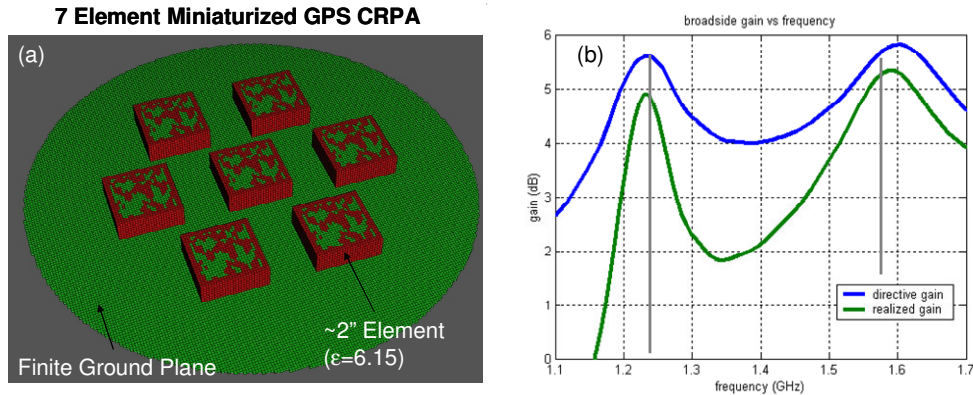 7 Element Miniaturized GPS CRPA
(a)
~2” Element
(ε=6.15)
Finite Ground Plane
broadside gain vs frequency
(b)
6
5
4
3
2
1
0
gain (dB)
directive gain
realized gain
1.1 1.2 1.3 1.4 1.5 1.6 1.7
frequency (GHz)